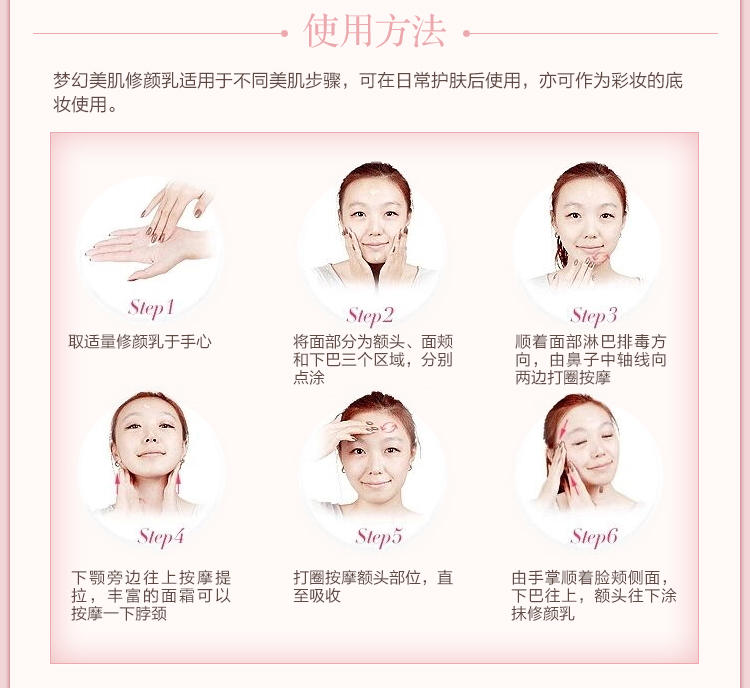 使用方法
梦幻美肌修颜乳适用于不同美肌步骤，可在日常护肤后使用，亦可作为彩妆的底
妆使用。
Step1
取适量修颜乳于手心
Step2
将面部分为额头、面颊
和下巴三个区域，分别
点涂
Step3
顺着面部淋巴排毒方
向，由鼻子中轴线向
两边打圈按摩
Step4
下颚旁边往上按摩提
拉，丰富的面霜可以
按摩一下脖颈
Step5
打圈按摩额头部位，直
至吸收
Step6
由手掌顺着脸颊侧面，
下巴往上，额头往下涂
抹修颜乳